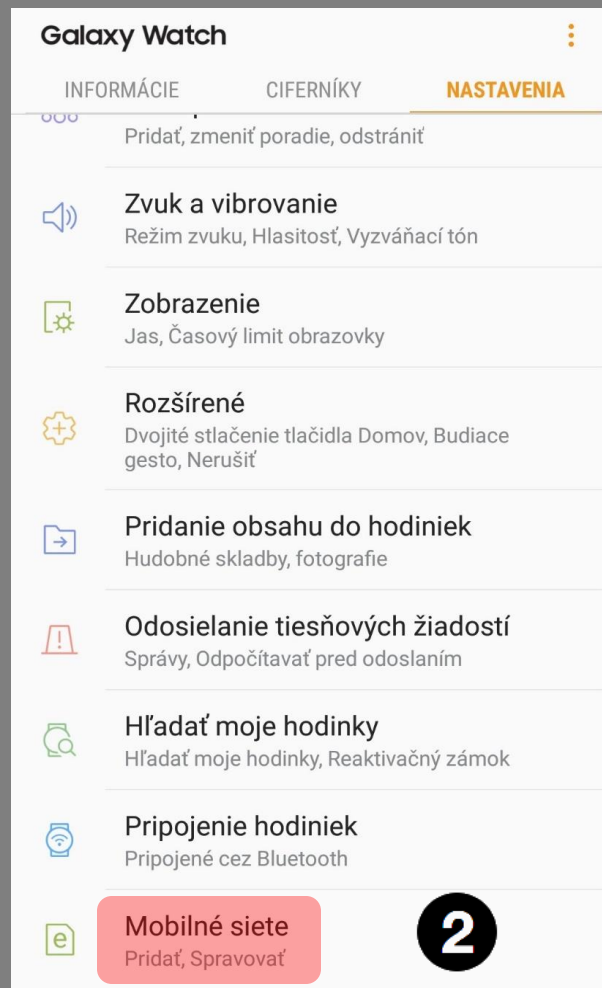 Galaxy Watch
INFORMÁCIE CIFERNÍKY NASTAVENIA
Pridať, zmeniť poradie, odstrániť
Zvuk a vibrovanie
Režim zvuku, Hlasitosť, Vyzváňací tón
Zobrazenie
Jas, Časový limit obrazovky
Rozšírené
Dvojité stlačenie tlačidla Domov, Budiace
gesto, Nerušiť
Pridanie obsahu do hodiniek
Hudobné skladby, fotografie
Odosielanie tiesňových žiadostí
Správy, Odpočítavať pred odoslaním
Hľadať moje hodinky
Hľadať moje hodinky, Reaktivačný zámok
Pripojenie hodiniek
Pripojené cez Bluetooth
e
Mobilné siete
2
Pridať, Spravovať